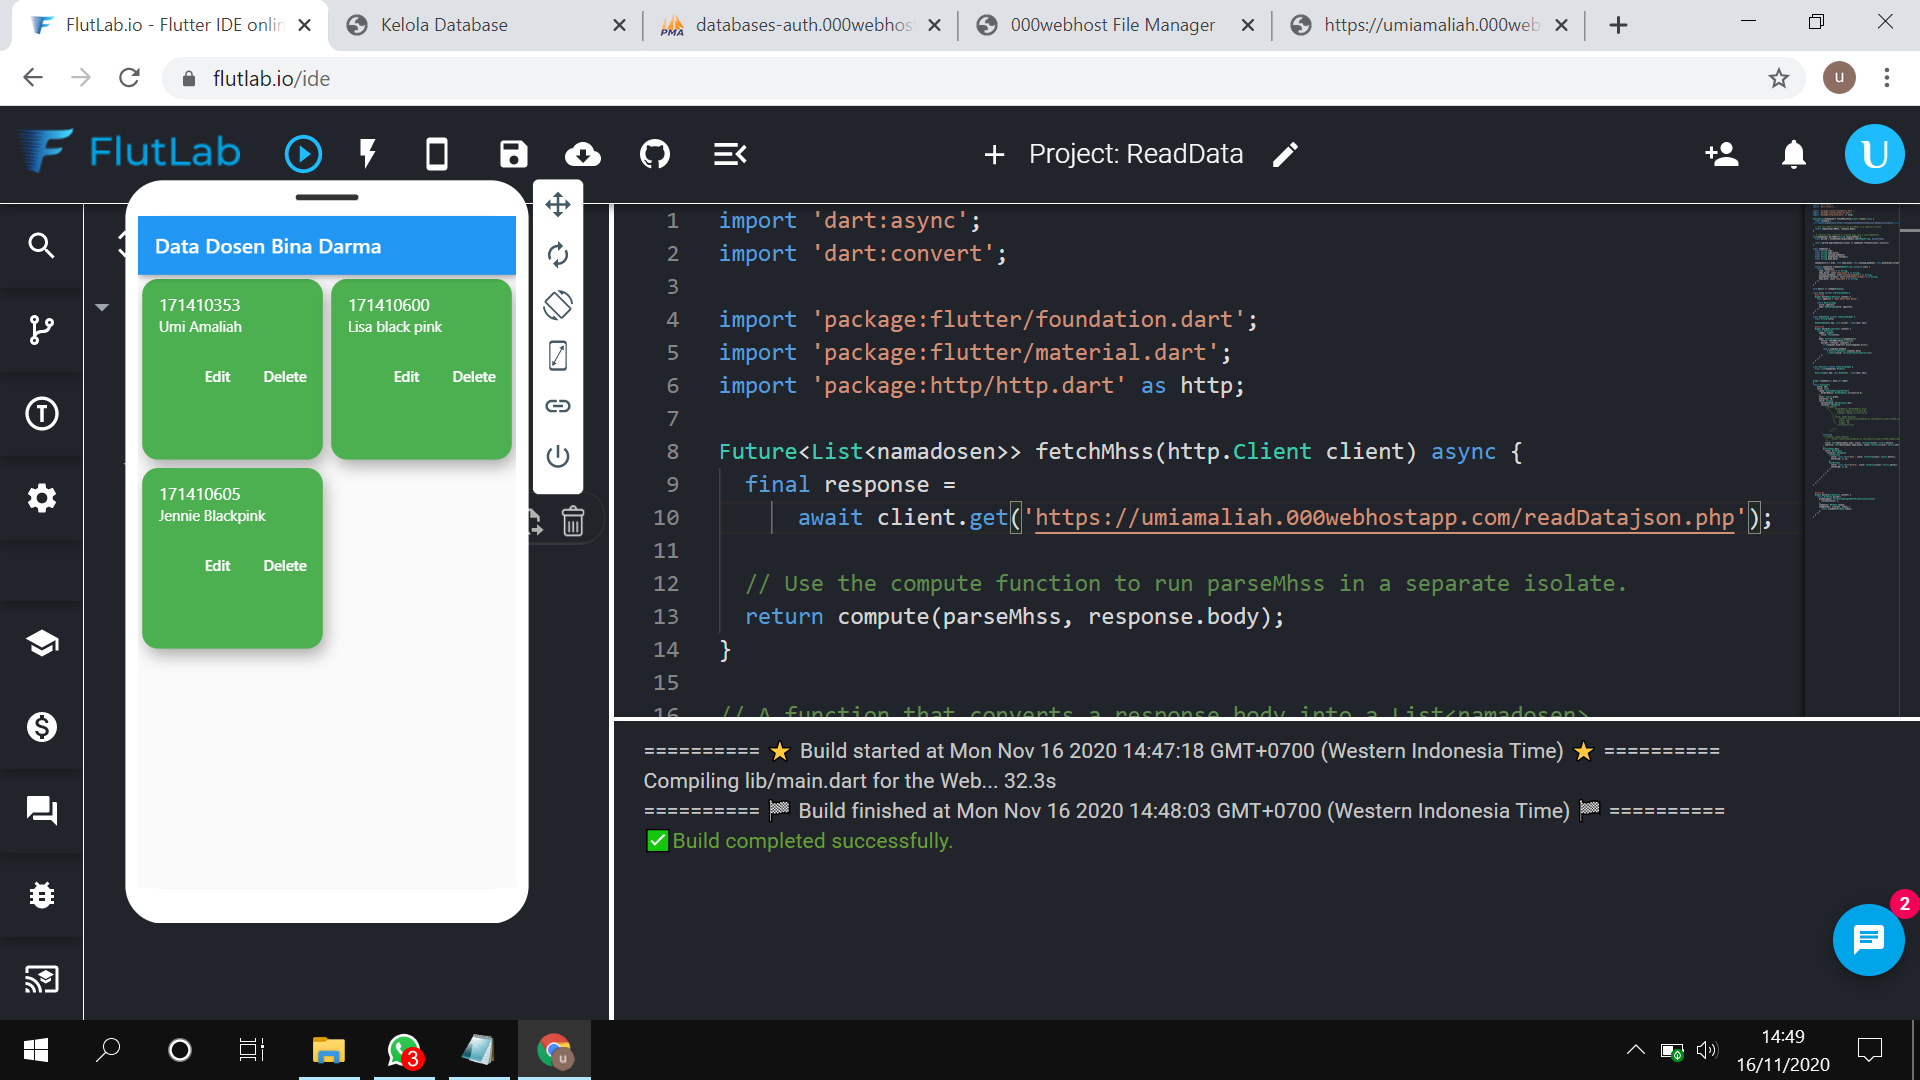 FlutLab.io - Flutter IDE onlin
Kelola Database
databases-auth.000webhos
000webhost File Manager
https://umiamaliah.000web
flutlab.io/ide
u
FlutLab
Project: ReadData
U
Data Dosen Bina Darma
171410353
Umi Amaliah
Edit Delete
171410600
Lisa black pink
Edit Delete
171410605
Jennie Blackpink
Edit Delete
1 import 'dart:async';
2 import 'dart:convert';
3
4 import 'package:flutter/foundation.dart';
5 import 'package:flutter/material.dart';
6 import 'package:http/http.dart' as http;
7
8 Future<List<namadosen>> fetchMhss(http.Client client) async {
9 final response =
10 await client.get('https://umiamaliah.000webhostapp.com/readDatajson.php');
11
12 // Use the compute function to run parseMhss in a separate isolate.
13 return compute(parseMhss, response.body);
14 }
15
16 // A function that converts a response body into a List<namadosen>
========== ⭐ Build started at Mon Nov 16 2020 14:47:18 GMT+0700 (Western Indonesia Time) ⭐ ==========
Compiling lib/main.dart for the Web... 32.3s
========== 🏁 Build finished at Mon Nov 16 2020 14:48:03 GMT+0700 (Western Indonesia Time) 🏁 ==========
✅Build completed successfully.
2
3
u
14:49
16/11/2020